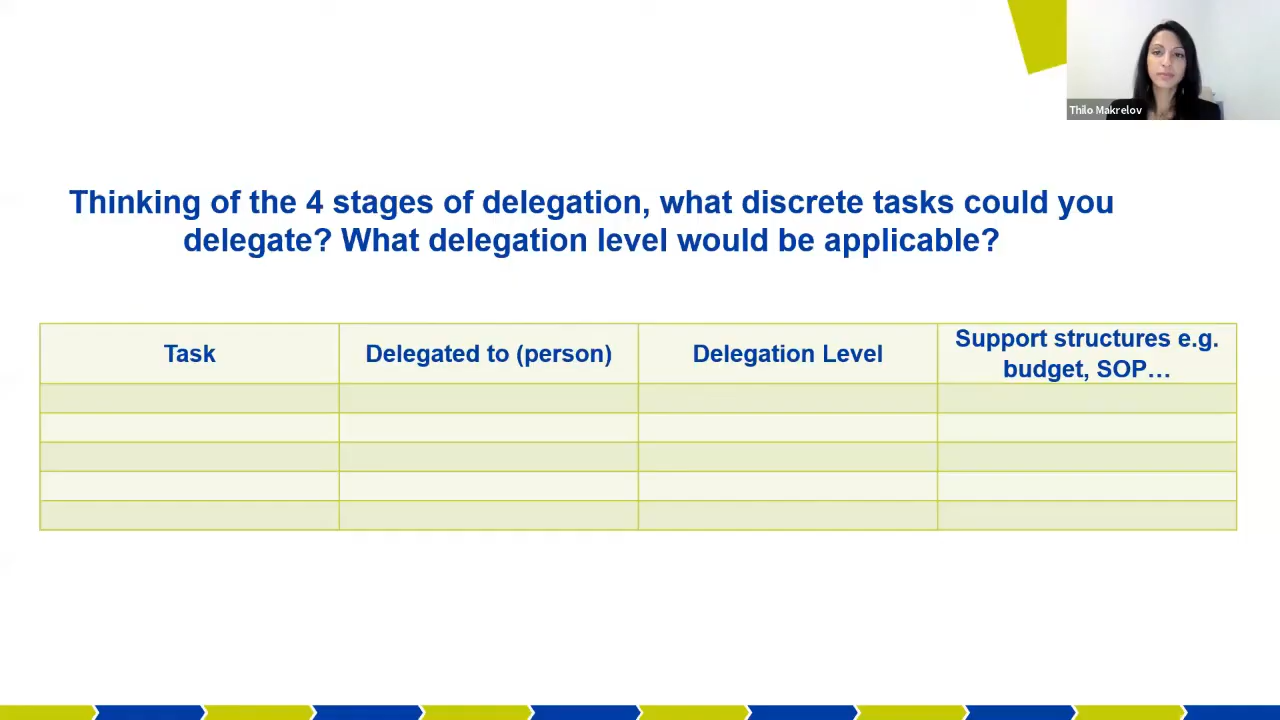 Thilo Makrelov
Thinking of the 4 stages of delegation, what discrete tasks could you
delegate? What delegation level would be applicable?
Task
Delegated to (person)
Delegation Level
Support structures e.g.
budget, SOP…